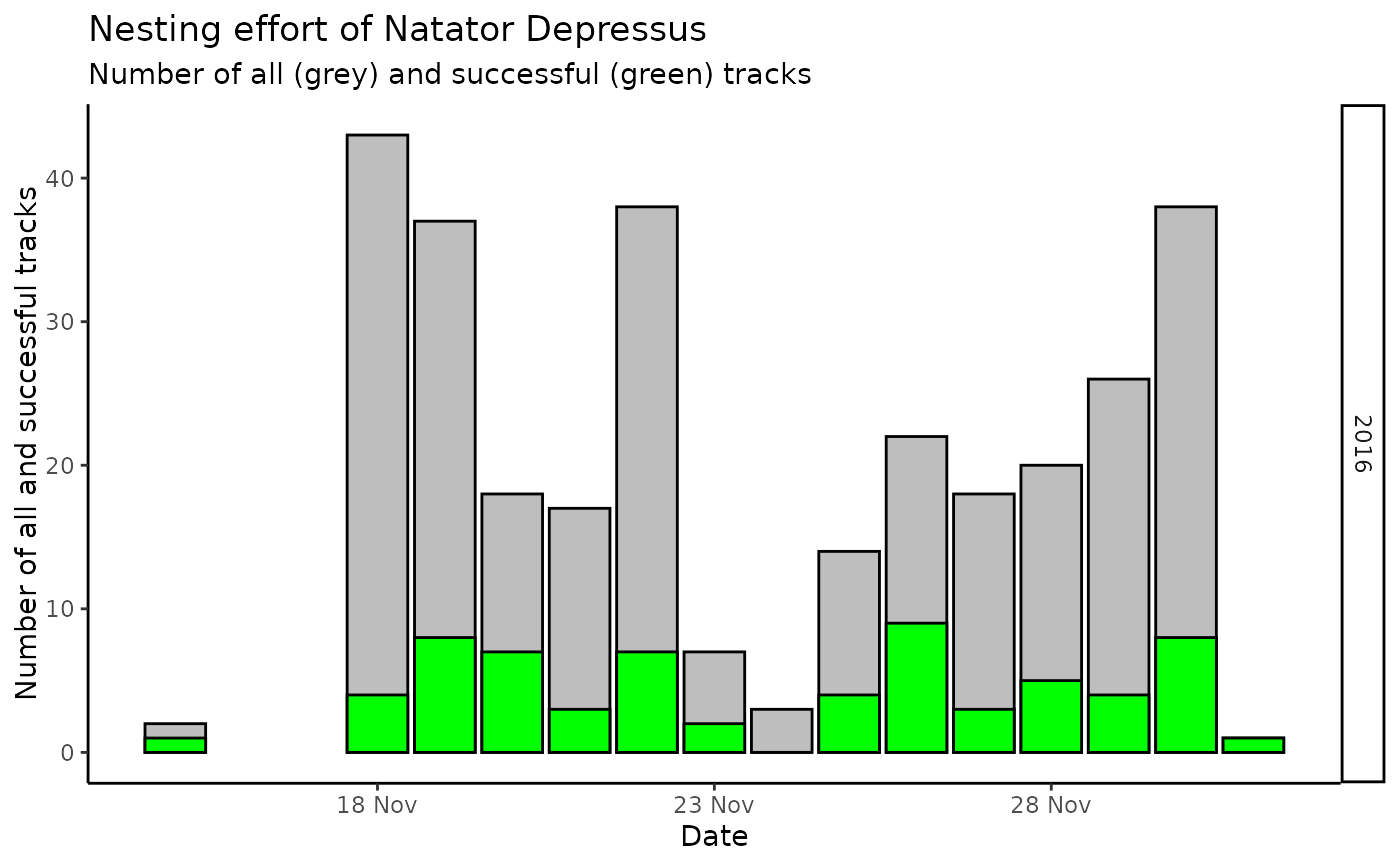 Nesting effort of Natator Depressus
Number of all (grey) and successful (green) tracks
Number of all and successful tracks
40
30
20
10
0
18 Nov
23 Nov
28 Nov
Date
2016